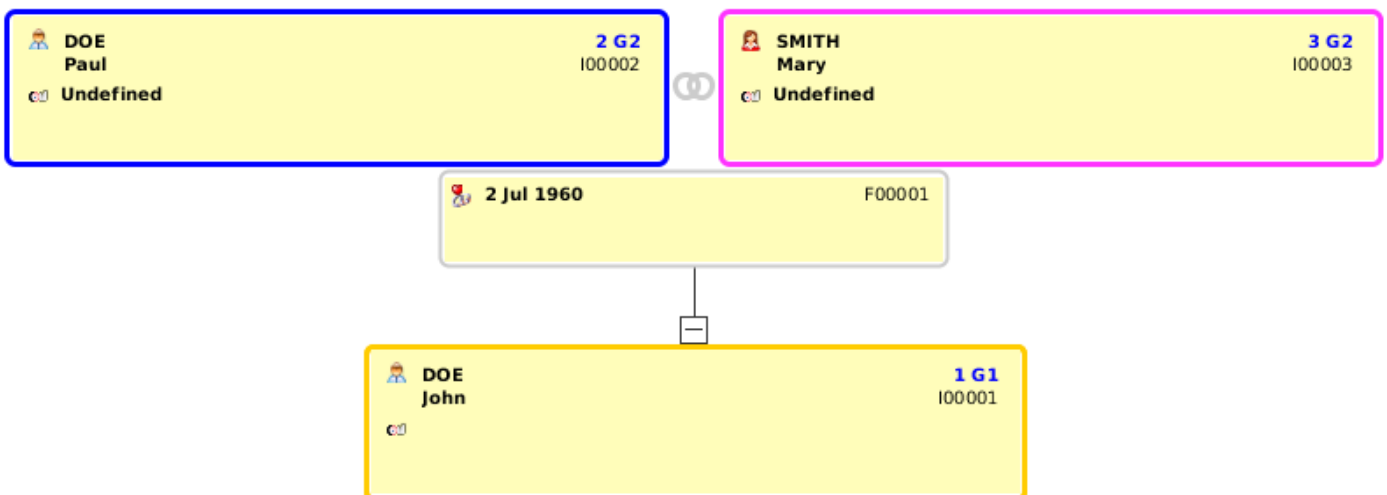 DOE 2 G2
Paul I00002
Undefined
SMITH 3 G2
Mary I00003
Undefined
2 Jul 1960 F00001
DOE 1 G1
John I00001